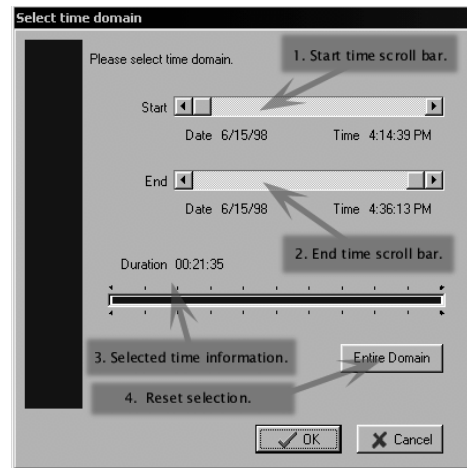 Select time domain
Please select time domain.
1. Start time scroll bar.
Start
Date 6/15/98 Time 4:14:39 PM
End
Date 6/15/98 Time 4:36:13 PM
2. End time scroll bar.
Duration 00:21:35
3. Selected time information.
Entire Domain
4. Reset selection.
OK Cancel